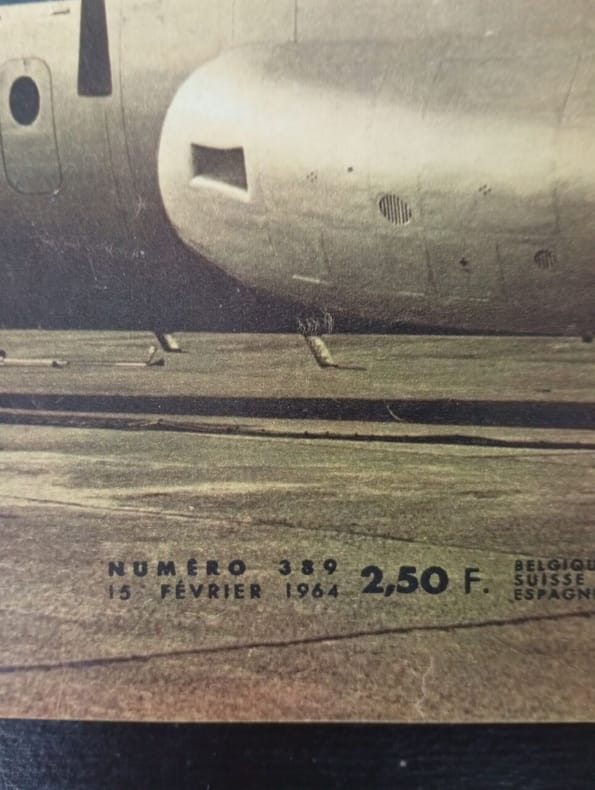 NUMÉRO 389
15 FÉVRIER 1964
2,50 F.
BELGIQU
SUISSE
ESPAGN